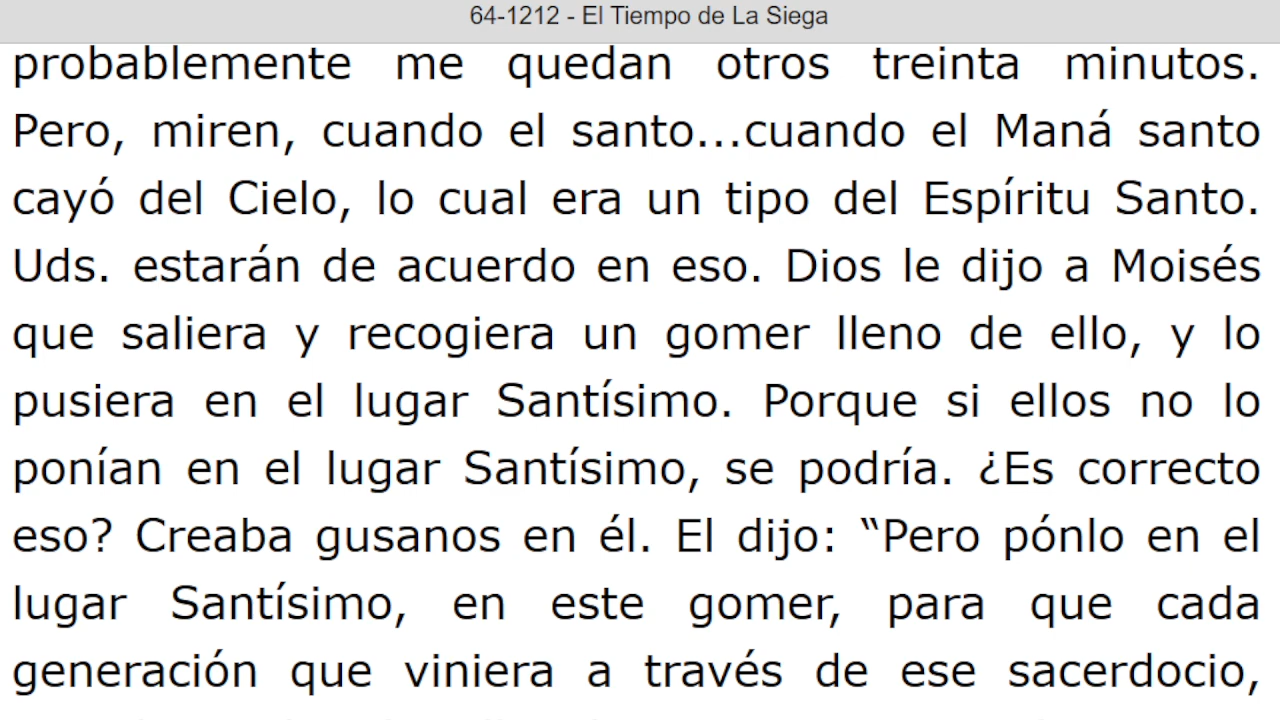 64-1212 - El Tiempo de La Siega
probablemente me quedan otros treinta minutos.
Pero, miren, cuando el santo...cuando el Maná santo
cayó del Cielo, lo cual era un tipo del Espíritu Santo.
Uds. estarán de acuerdo en eso. Dios le dijo a Moisés
que saliera y recogiera un gomer lleno de ello, y lo
pusiera en el lugar Santísimo. Porque si ellos no lo
ponían en el lugar Santísimo, se podría. ¿Es correcto
eso? Creaba gusanos en él. El dijo: “Pero pónlo en el
lugar Santísimo, en este gomer, para que cada
generación que viniera a través de ese sacerdocio,